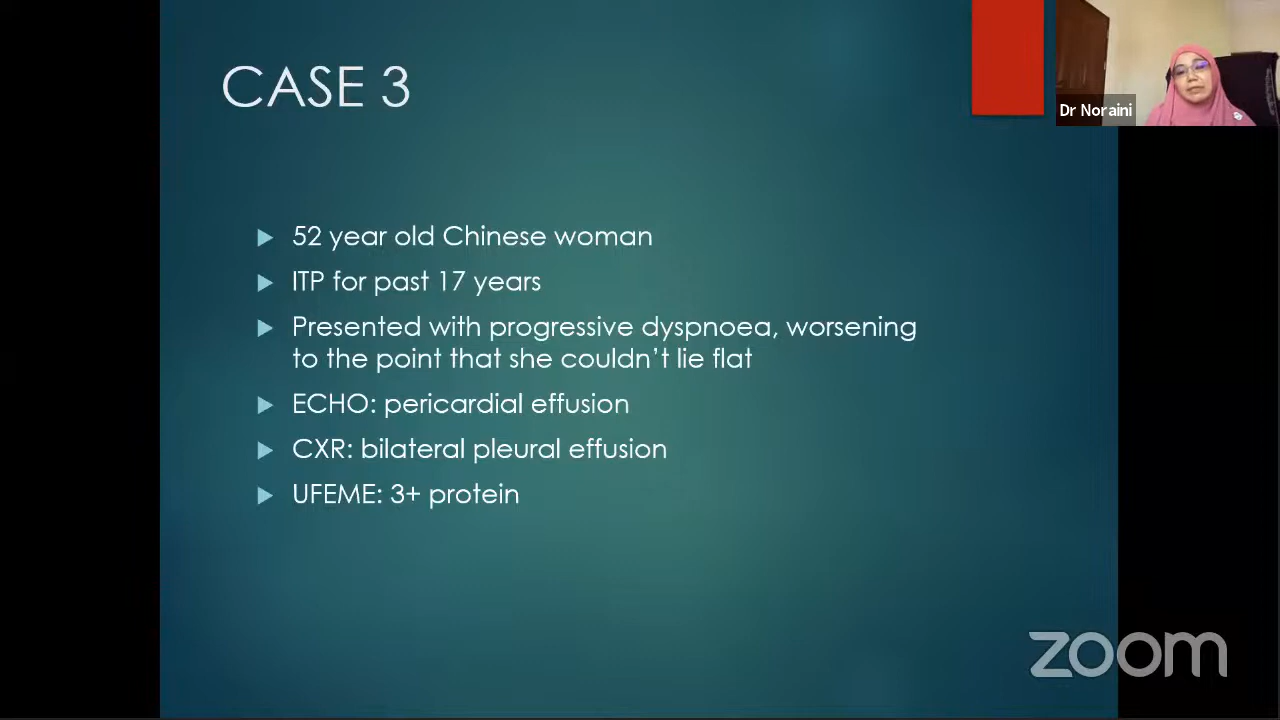 CASE 3
Dr Noraini
52 year old Chinese woman
ITP for past 17 years
Presented with progressive dyspnoea, worsening
to the point that she couldn't lie flat
ECHO: pericardial effusion
CXR: bilateral pleural effusion
UFEME: 3+ protein
zoom